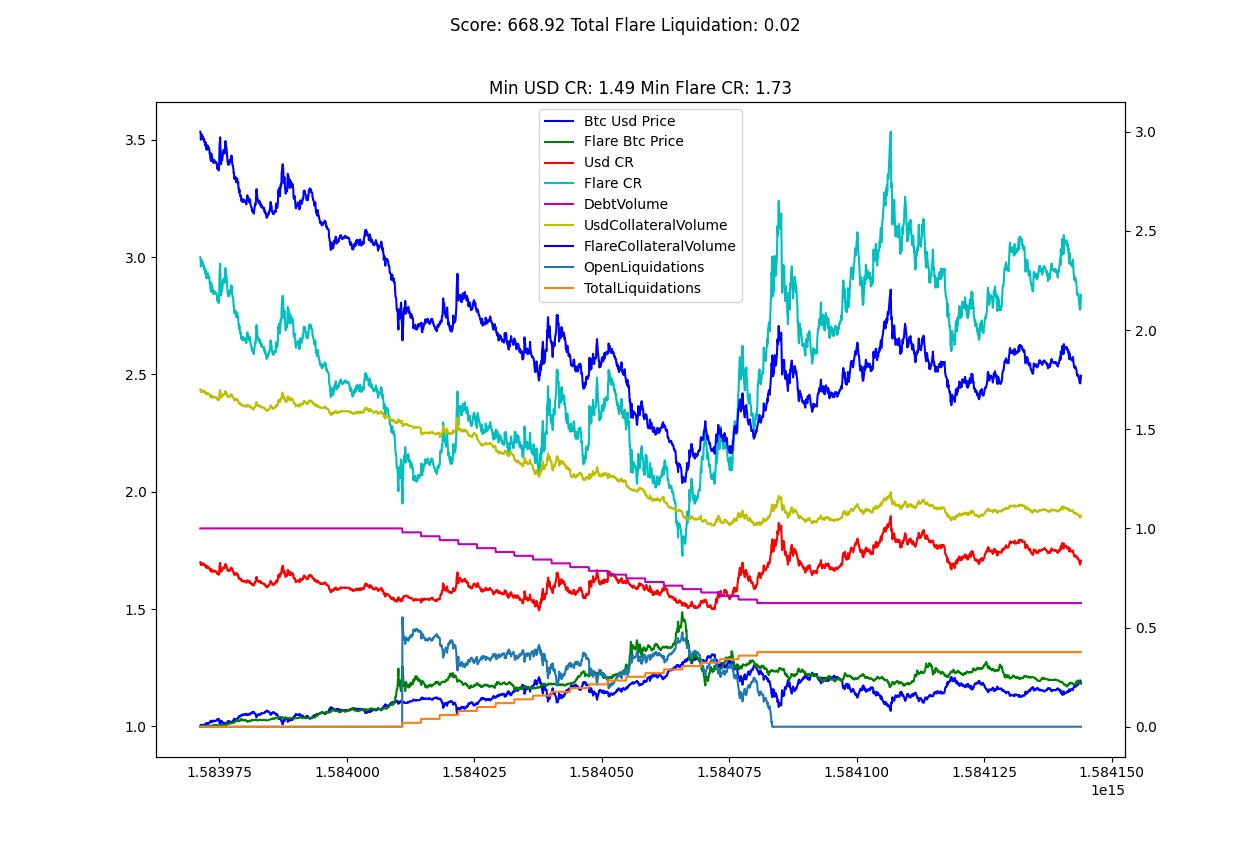 Score: 668.92 Total Flare Liquidation: 0.02
Min USD CR: 1.49 Min Flare CR: 1.73
Btc Usd Price
Flare Btc Price
Usd CR
Flare CR
DebtVolume
UsdCollateralVolume
FlareCollateralVolume
OpenLiquidations
TotalLiquidations
3.5
3.0
2.5
2.0
1.5
1.0
3.0
2.5
2.0
1.5
1.0
0.5
0.0
1.583975
1.584000
1.584025
1.584050
1.584075
1.584100
1.584125
1.584150
1e15